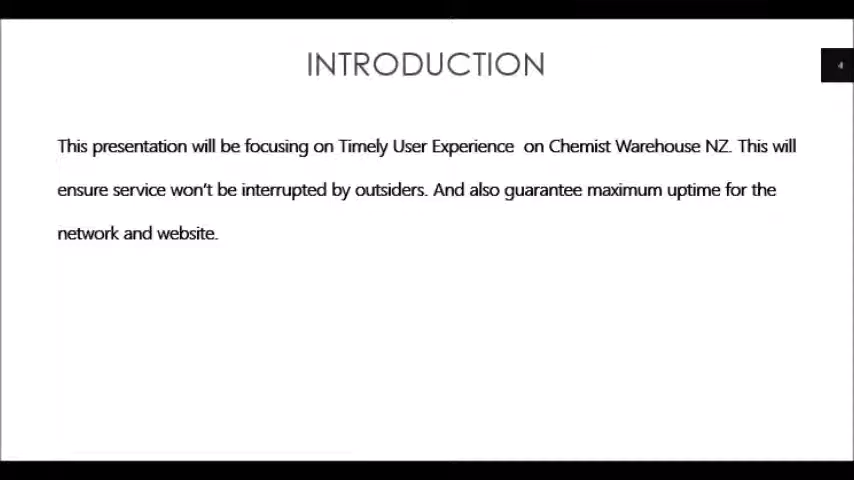 INTRODUCTION
4
This presentation will be focusing on Timely User Experience  on Chemist Warehouse NZ. This will
ensure service won't be interrupted by outsiders. And also guarantee maximum uptime for the
network and website.